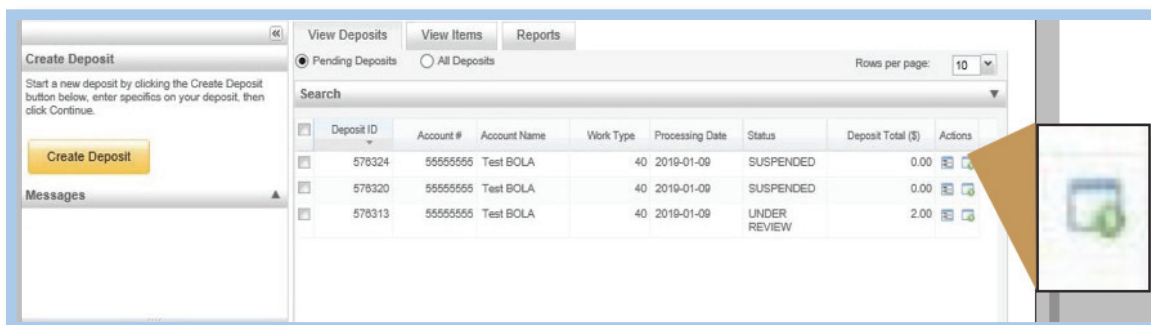 View Deposits View Items Reports
Create Deposit
Pending Deposits All Deposits Rows per page: 10
Start a new deposit by clicking the Create Deposit
button below, enter specifics on your deposit, then
click Continue.
Search
Deposit ID Account # Account Name Work Type Processing Date Status Deposit Total ($) Actions
Create Deposit
576324 55555555 Test BOLA 40 2019-01-09 SUSPENDED 0.00
Messages
576320 55555555 Test BOLA 40 2019-01-09 SUSPENDED 0.00
576313 55555555 Test BOLA 40 2019-01-09 UNDER
REVIEW 2.00